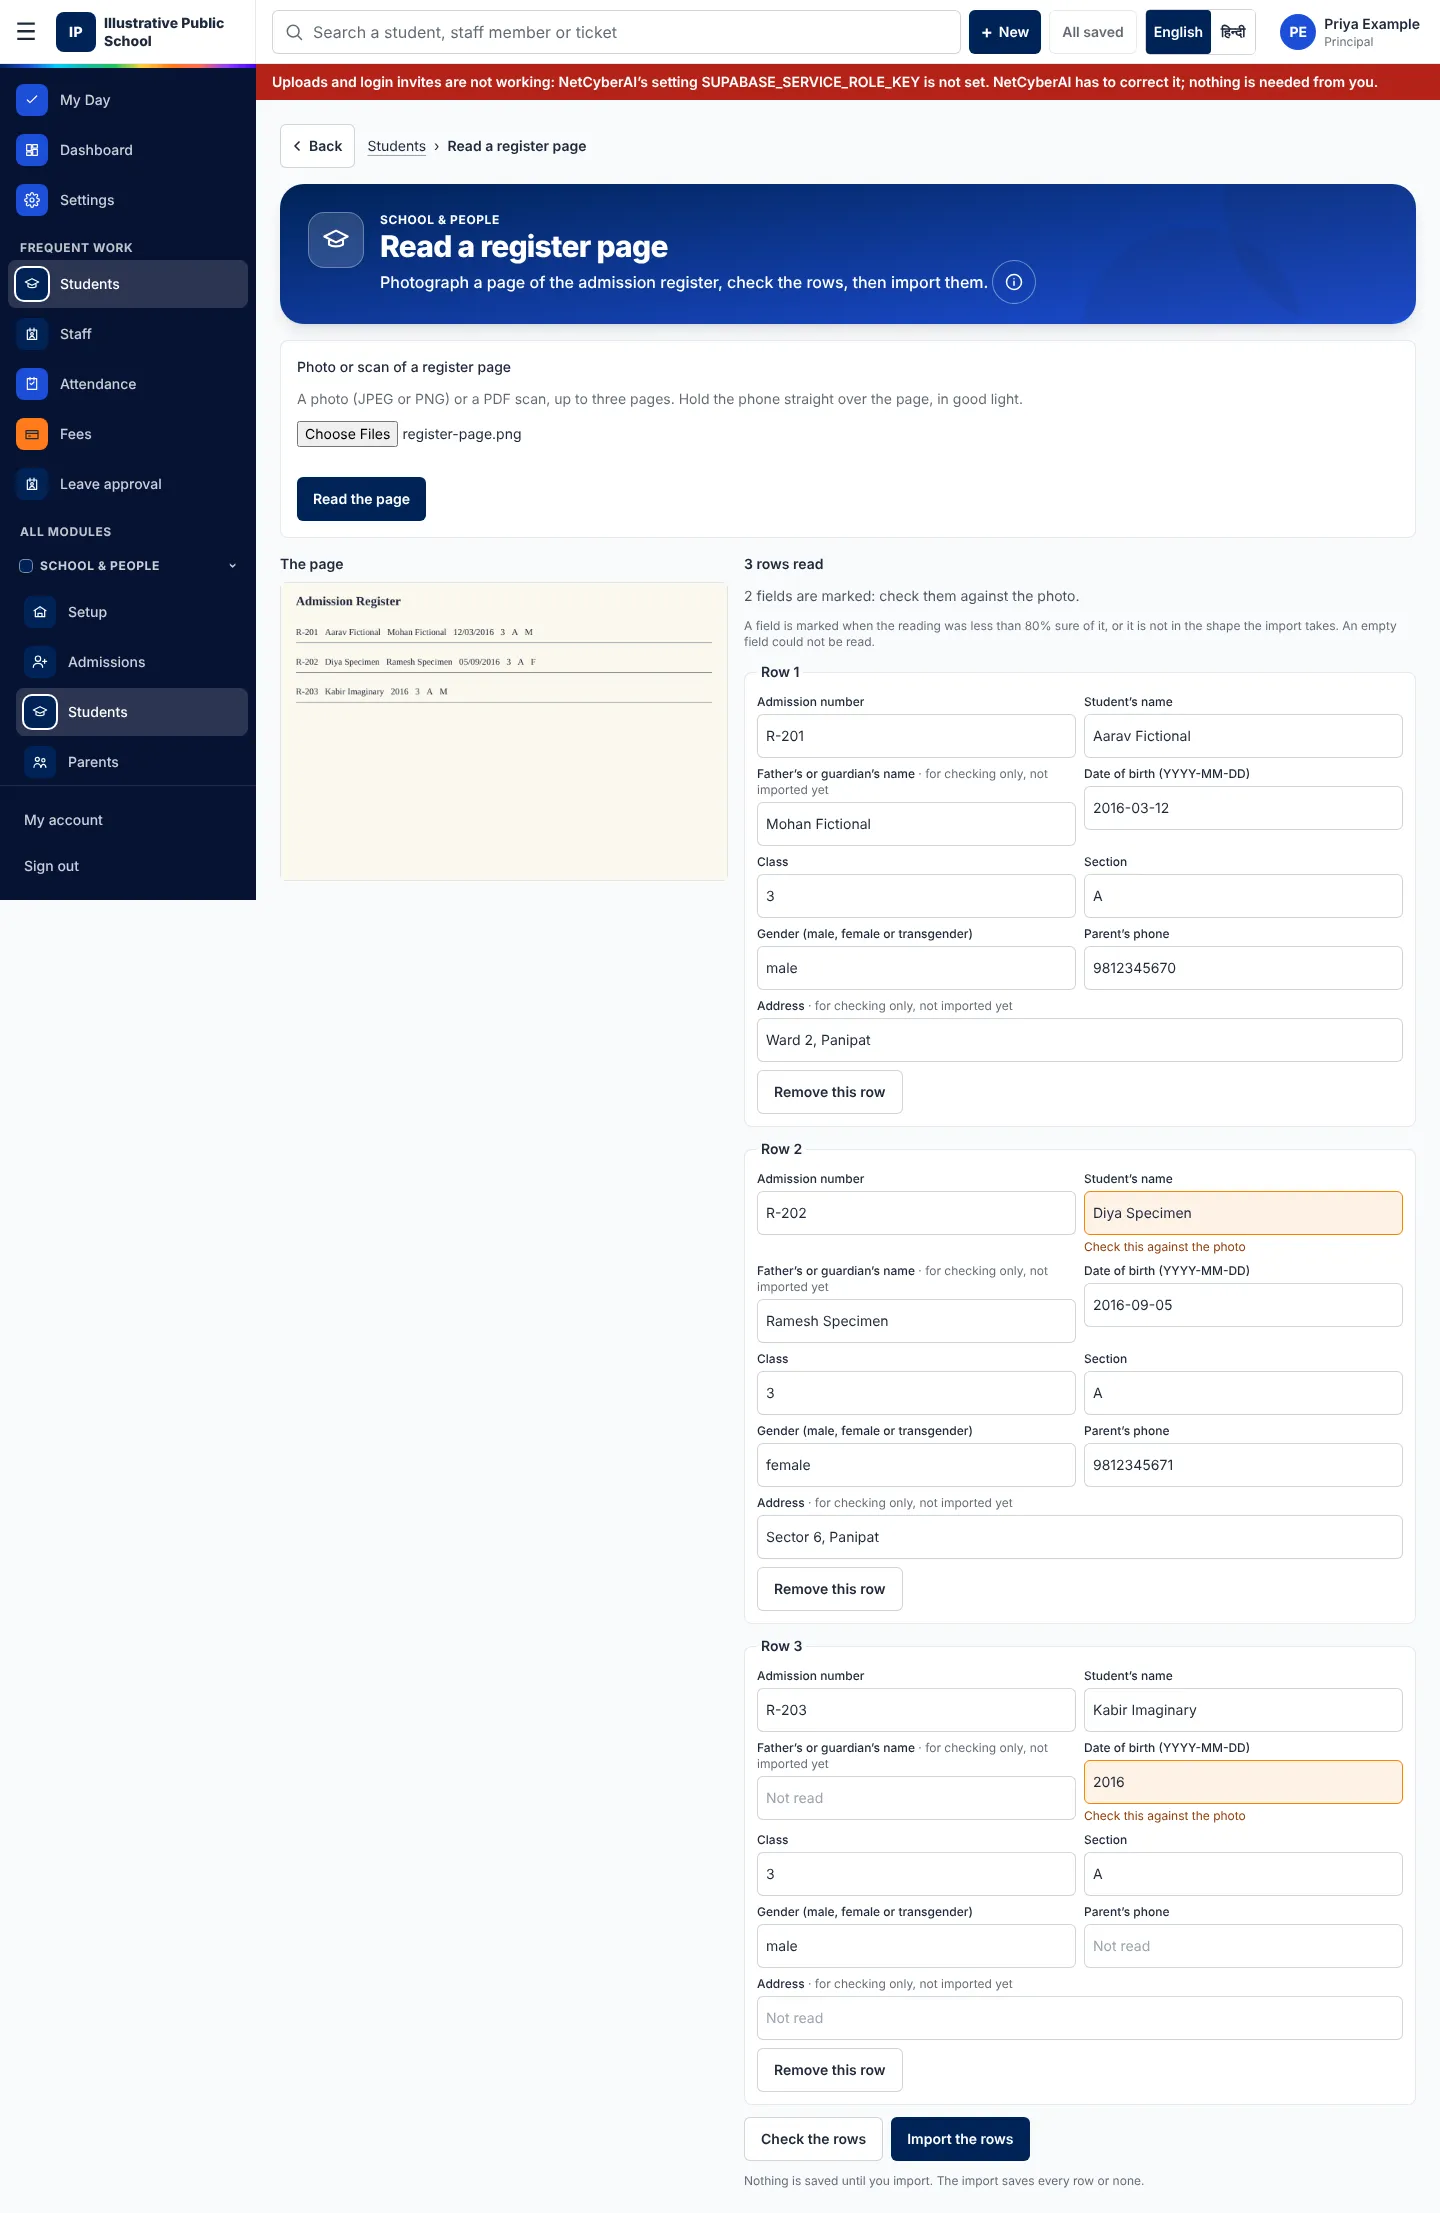 Illustrative Public School
IP
Search a student, staff member or ticket
+ New
All saved
English
हिन्दी
PE
Priya Example
Principal
Uploads and login invites are not working: NetCyberAI’s setting SUPABASE_SERVICE_ROLE_KEY is not set. NetCyberAI has to correct it; nothing is needed from you.
My Day
Dashboard
Settings
FREQUENT WORK
Students
Staff
Attendance
Fees
Leave approval
ALL MODULES
SCHOOL & PEOPLE
Setup
Admissions
Students
Parents
My account
Sign out
Back
Students › Read a register page
SCHOOL & PEOPLE
Read a register page
Photograph a page of the admission register, check the rows, then import them.
Photo or scan of a register page
A photo (JPEG or PNG) or a PDF scan, up to three pages. Hold the phone straight over the page, in good light.
Choose Files register-page.png
Read the page
The page
Admission Register
R-201 Aarav Fictional Mohan Fictional 12/03/2016 3 A M
R-202 Diya Specimen Ramesh Specimen 05/09/2016 3 A F
R-203 Kabir Imaginary 2016 3 A M
3 rows read
2 fields are marked: check them against the photo.
A field is marked when the reading was less than 80% sure of it, or it is not in the shape the import takes. An empty
field could not be read.
Row 1
Admission number
R-201
Student’s name
Aarav Fictional
Father’s or guardian’s name · for checking only, not
imported yet
Mohan Fictional
Date of birth (YYYY-MM-DD)
2016-03-12
Class
3
Section
A
Gender (male, female or transgender)
male
Parent’s phone
9812345670
Address · for checking only, not imported yet
Ward 2, Panipat
Remove this row
Row 2
Admission number
R-202
Student’s name
Diya Specimen
Check this against the photo
Father’s or guardian’s name · for checking only, not
imported yet
Ramesh Specimen
Date of birth (YYYY-MM-DD)
2016-09-05
Class
3
Section
A
Gender (male, female or transgender)
female
Parent’s phone
9812345671
Address · for checking only, not imported yet
Sector 6, Panipat
Remove this row
Row 3
Admission number
R-203
Student’s name
Kabir Imaginary
Father’s or guardian’s name · for checking only, not
imported yet
Not read
Date of birth (YYYY-MM-DD)
2016
Check this against the photo
Class
3
Section
A
Gender (male, female or transgender)
male
Parent’s phone
Not read
Address · for checking only, not imported yet
Not read
Remove this row
Check the rows
Import the rows
Nothing is saved until you import. The import saves every row or none.